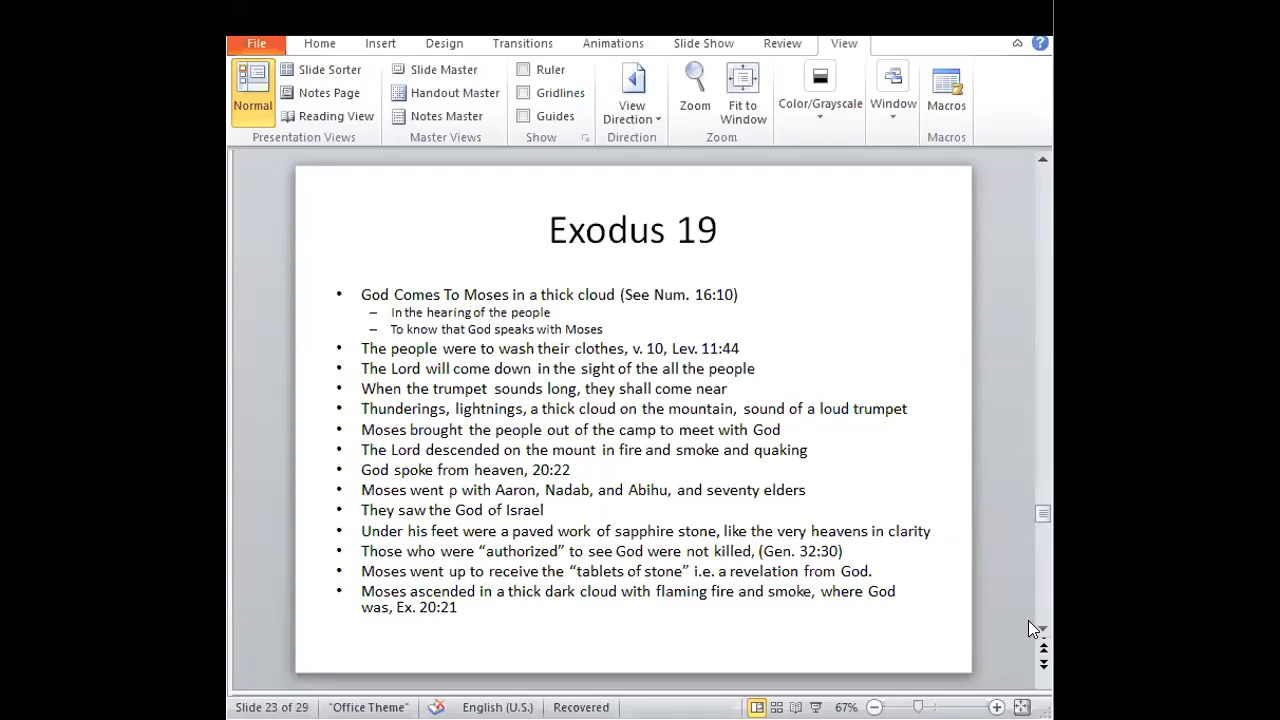 File Home Insert Design Transitions Animations Slide Show Review View
Normal
Slide Sorter
Notes Page
Reading View
Presentation Views
Slide Master
Handout Master
Notes Master
Master Views
Ruler
Gridlines
Guides
Show
View
Direction
Direction
Zoom
Fit to
Window
Zoom
Color/Grayscale
Window
Macros
Macros
Exodus 19
• God Comes To Moses in a thick cloud (See Num. 16:10)
– In the hearing of the people
– To know that God speaks with Moses
• The people were to wash their clothes, v. 10, Lev. 11:44
• The Lord will come down in the sight of the all the people
• When the trumpet sounds long, they shall come near
• Thunderings, lightnings, a thick cloud on the mountain, sound of a loud trumpet
• Moses brought the people out of the camp to meet with God
• The Lord descended on the mount in fire and smoke and quaking
• God spoke from heaven, 20:22
• Moses went p with Aaron, Nadab, and Abihu, and seventy elders
• They saw the God of Israel
• Under his feet were a paved work of sapphire stone, like the very heavens in clarity
• Those who were “authorized” to see God were not killed, (Gen. 32:30)
• Moses went up to receive the “tablets of stone” i.e. a revelation from God.
• Moses ascended in a thick dark cloud with flaming fire and smoke, where God
was, Ex. 20:21
Slide 23 of 29 "Office Theme" English (U.S.) Recovered 67%